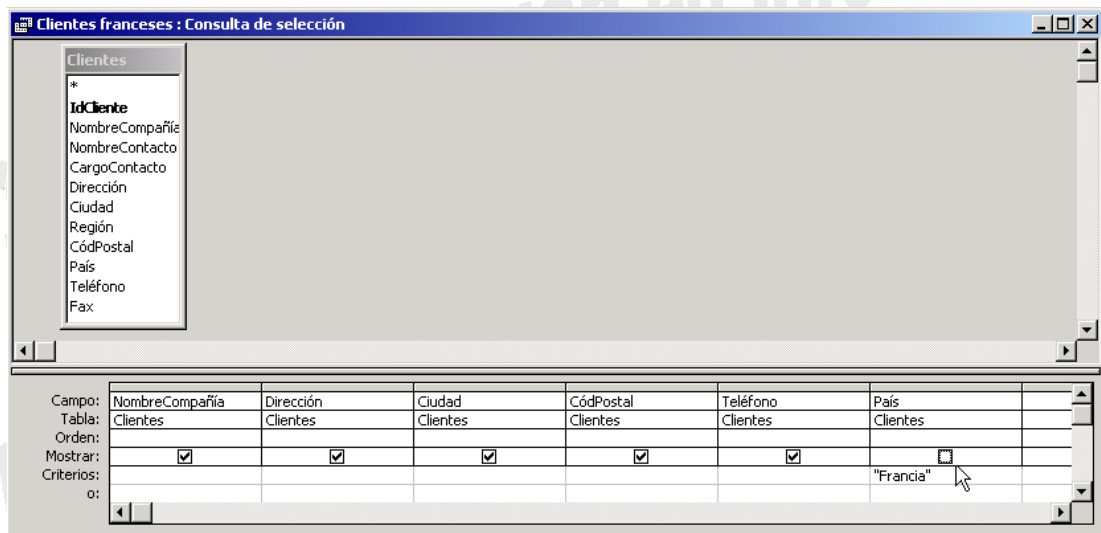 Clientes franceses : Consulta de selección
Clientes
*
IdCliente
NombreCompañía
NombreContacto
CargoContacto
Dirección
Ciudad
Región
CódPostal
País
Teléfono
Fax
Campo: NombreCompañía Dirección Ciudad CódPostal Teléfono País
Tabla: Clientes Clientes Clientes Clientes Clientes Clientes
Orden:
Mostrar:
Criterios: "Francia"
o: